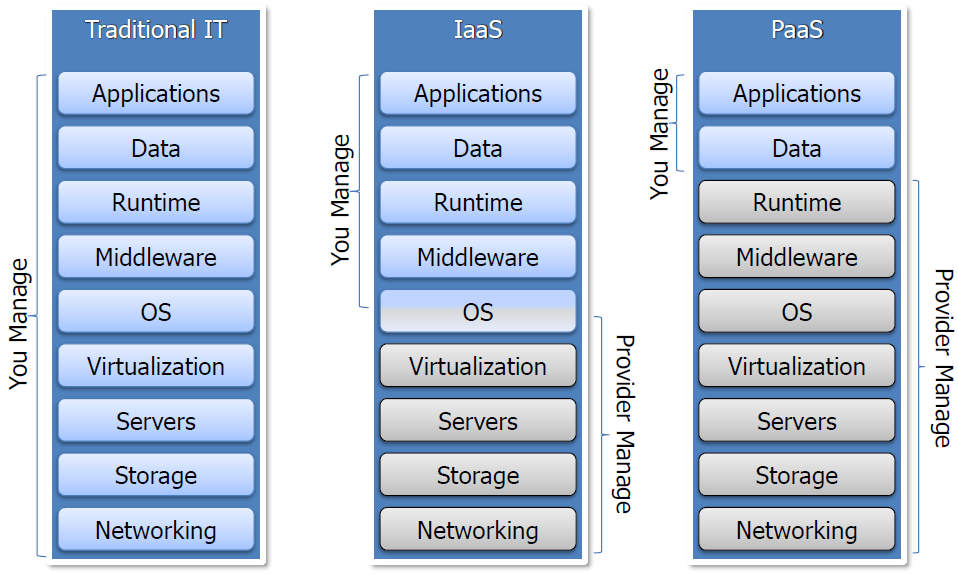 Traditional IT
You Manage
Applications
Data
Runtime
Middleware
OS
Virtualization
Servers
Storage
Networking
IaaS
You Manage
Applications
Data
Runtime
Middleware
OS
Virtualization
Servers
Storage
Networking
Provider Manage
PaaS
You Manage
Applications
Data
Runtime
Middleware
OS
Virtualization
Servers
Storage
Networking
Provider Manage